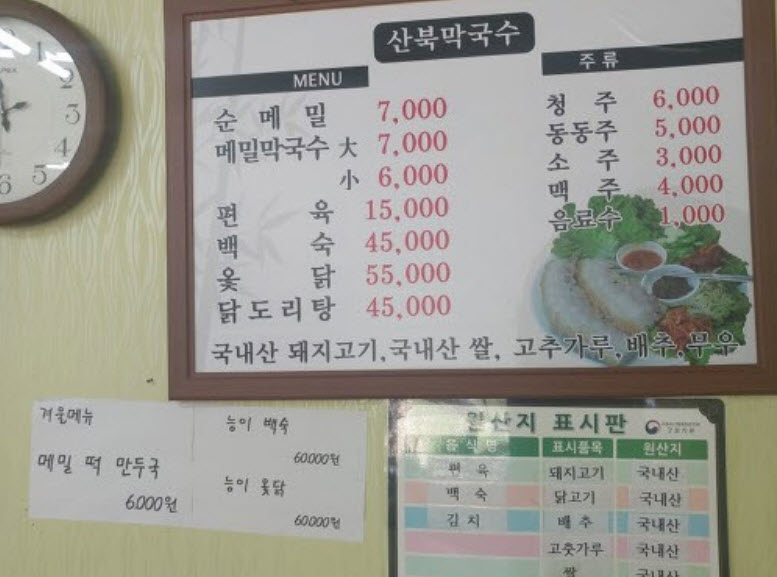 산북막국수
MENU
순 메 밀 7,000
메밀막국수 大 7,000
小 6,000
편 육 15,000
백 숙 45,000
옻 닭 55,000
닭도리탕 45,000
주 류
청 주 6,000
동동주 5,000
소 주 3,000
맥 주 4,000
음료수 1,000
국내산 돼지고기,국내산 쌀, 고추가루,배추,무우
겨울메뉴
메밀 떡 만두국
6.000원
능이 백숙
60.000원
능이 옻닭
60.000원
원산지 표시판
음 식 명 표시품목 원산지
편 육 돼지고기 국내산
백 숙 닭고기 국내산
김 치 배 추 국내산
고춧가루 국내산
쌀 국내산
3
4
5
6